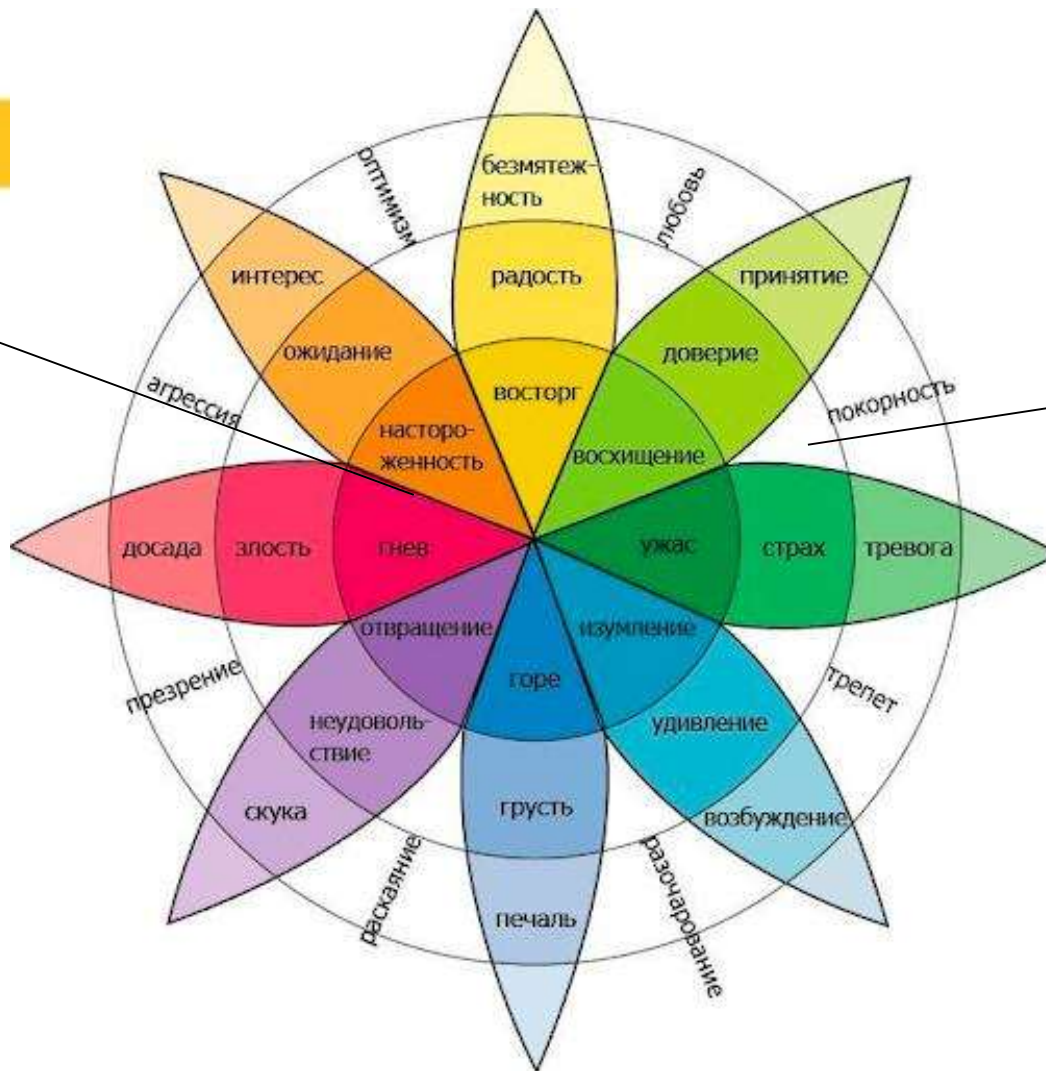 безмятеж-
ность
оптимизм
любовь
интерес
радость
принятие
ожидание
доверие
агрессия
восторг
покорность
насторо-
женность
восхищение
досада
злость
гнев
ужас
страх
тревога
отвращение
изумление
презрение
горе
трепет
неудоволь-
ствие
удивление
скука
грусть
возбуждение
раскаяние
разочарование
печаль